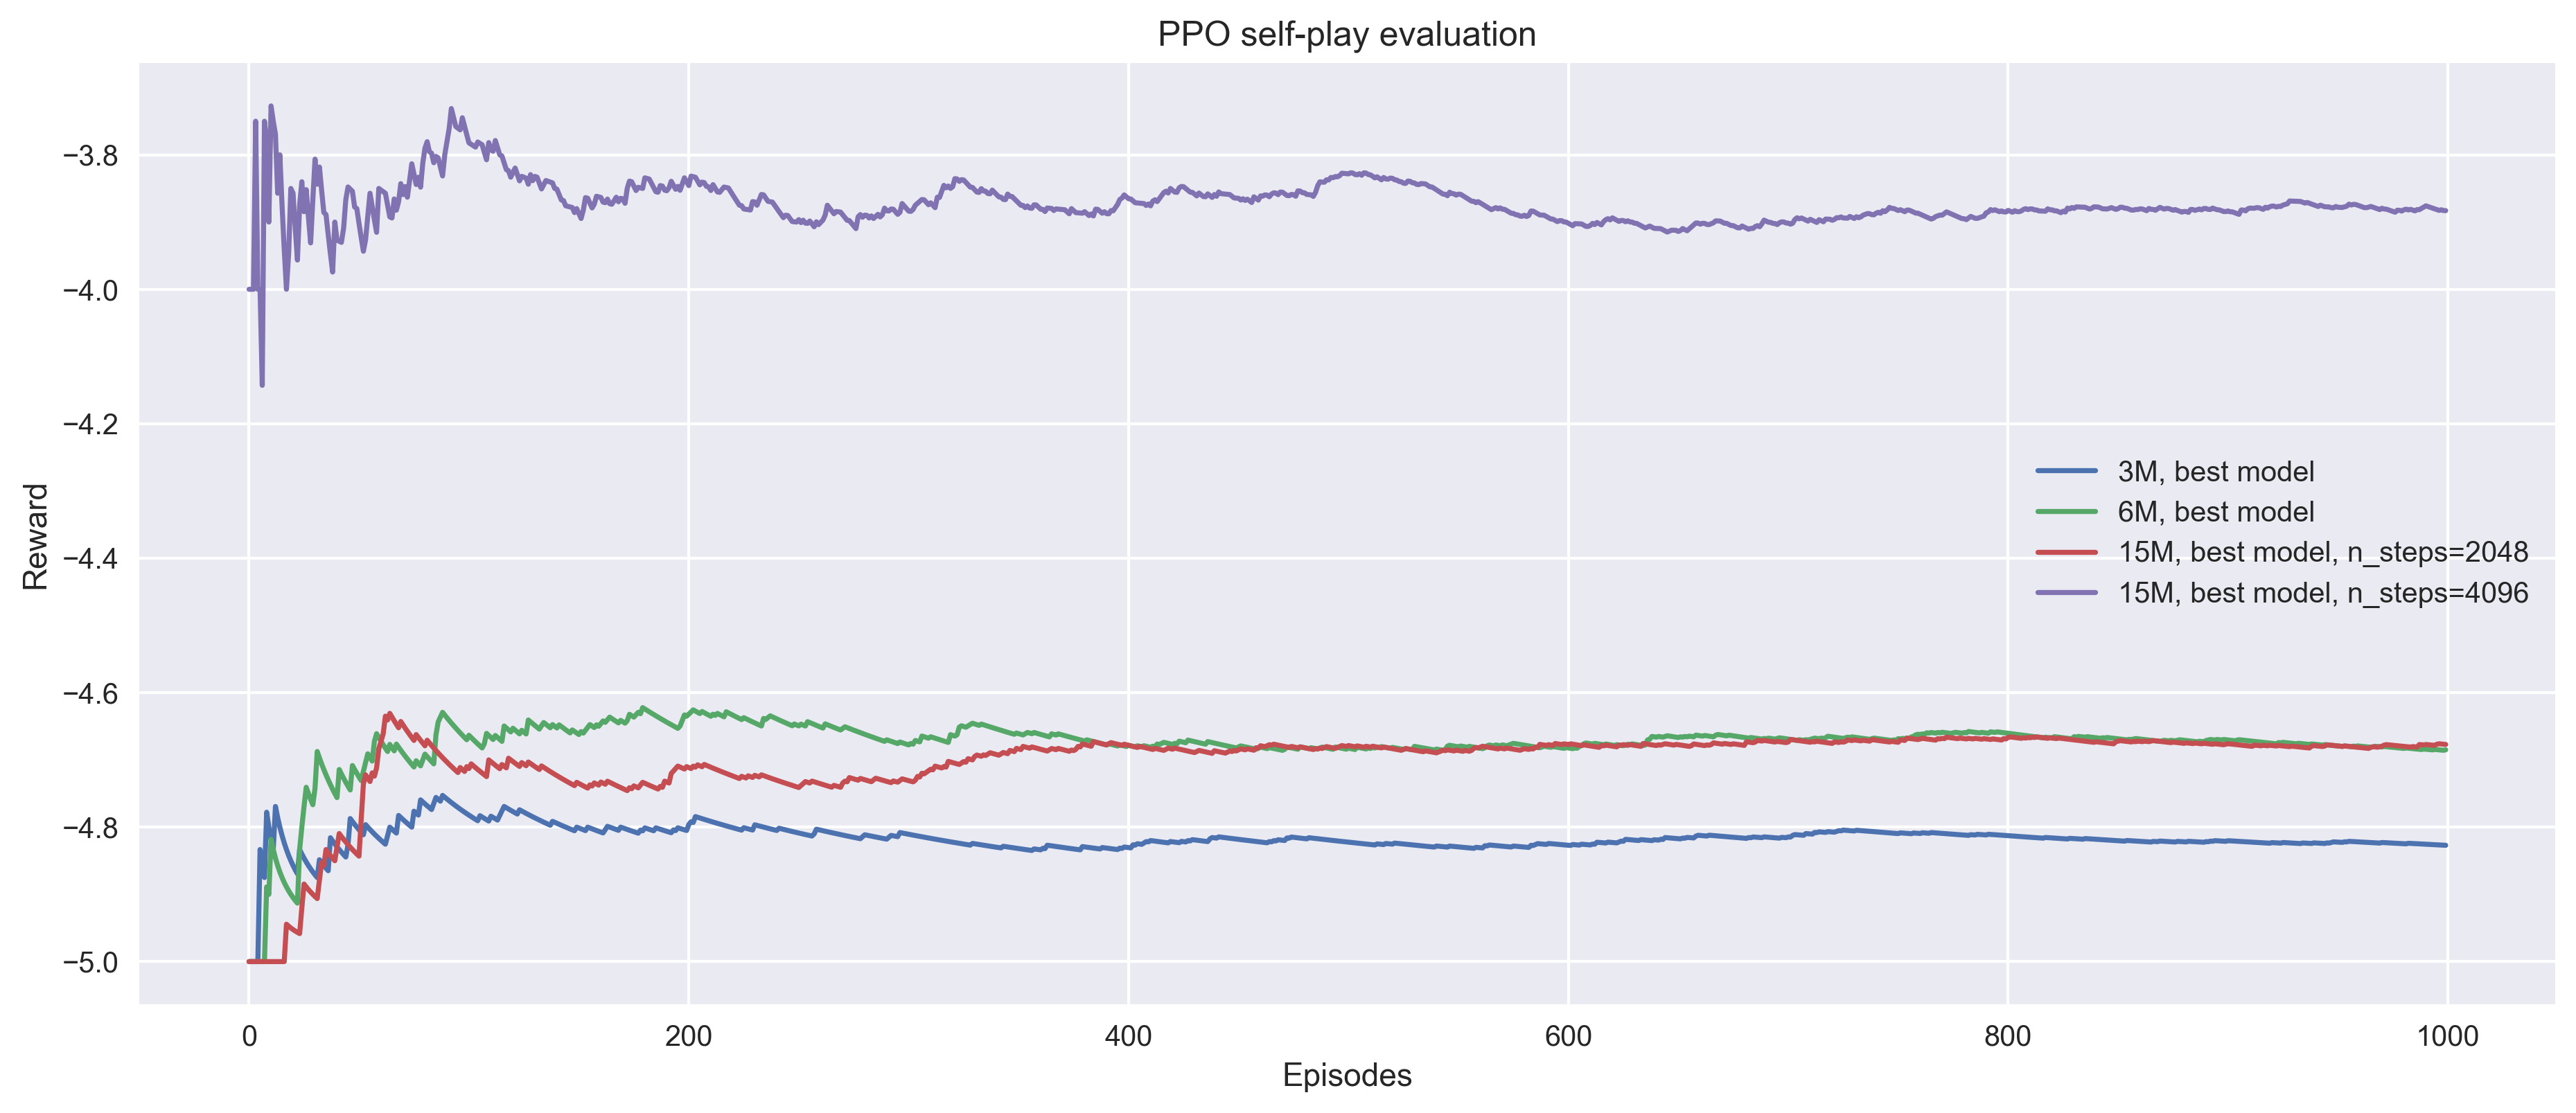 PPO self-play evaluation
−3.8
−4.0
−4.2
−4.4
−4.6
−4.8
−5.0
Reward
3M, best model
6M, best model
15M, best model, n_steps=2048
15M, best model, n_steps=4096
0
200
400
600
800
1000
Episodes